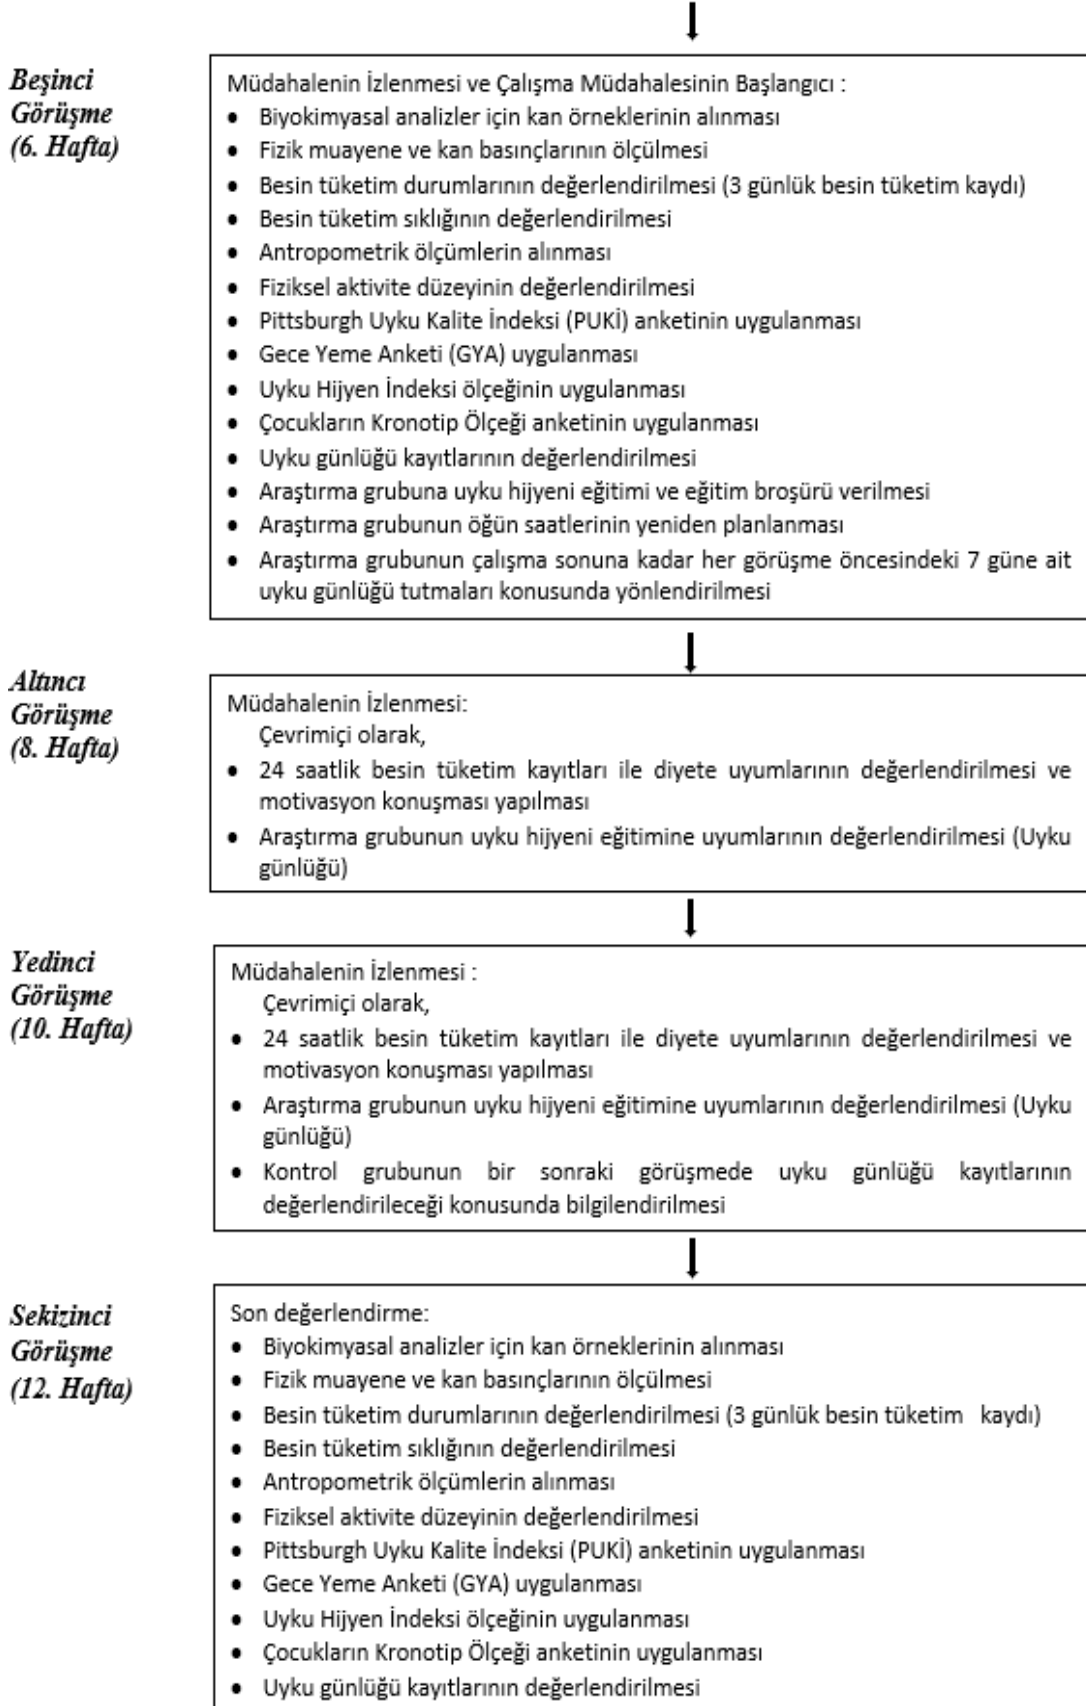 Beşinci
Görüşme
(6. Hafta)
Müdahalenin İzlenmesi ve Çalışma Müdahalesinin Başlangıcı :
• Biyokimyasal analizler için kan örneklerinin alınması
• Fizik muayene ve kan basınçlarının ölçülmesi
• Besin tüketim durumlarının değerlendirilmesi (3 günlük besin tüketim kaydı)
• Besin tüketim sıklığının değerlendirilmesi
• Antropometrik ölçümlerin alınması
• Fiziksel aktivite düzeyinin değerlendirilmesi
• Pittsburgh Uyku Kalite İndeksi (PUKİ) anketinin uygulanması
• Gece Yeme Anketi (GYA) uygulanması
• Uyku Hijyen İndeksi ölçeğinin uygulanması
• Çocukların Kronotip Ölçeği anketinin uygulanması
• Uyku günlüğü kayıtlarının değerlendirilmesi
• Araştırma grubuna uyku hijyeni eğitimi ve eğitim broşürü verilmesi
• Araştırma grubunun öğün saatlerinin yeniden planlanması
• Araştırma grubunun çalışma sonuna kadar her görüşme öncesindeki 7 güne ait
uyku günlüğü tutmaları konusunda yönlendirilmesi
Altıncı
Görüşme
(8. Hafta)
Müdahalenin İzlenmesi:
Çevrimiçi olarak,
• 24 saatlik besin tüketim kayıtları ile diyete uyumlarının değerlendirilmesi ve
motivasyon konuşması yapılması
• Araştırma grubunun uyku hijyeni eğitimine uyumlarının değerlendirilmesi (Uyku
günlüğü)
Yedinci
Görüşme
(10. Hafta)
Müdahalenin İzlenmesi :
Çevrimiçi olarak,
• 24 saatlik besin tüketim kayıtları ile diyete uyumlarının değerlendirilmesi ve
motivasyon konuşması yapılması
• Araştırma grubunun uyku hijyeni eğitimine uyumlarının değerlendirilmesi (Uyku
günlüğü)
• Kontrol grubunun bir sonraki görüşmede uyku günlüğü kayıtlarının
değerlendirileceği konusunda bilgilendirilmesi
Sekizinci
Görüşme
(12. Hafta)
Son değerlendirme:
• Biyokimyasal analizler için kan örneklerinin alınması
• Fizik muayene ve kan basınçlarının ölçülmesi
• Besin tüketim durumlarının değerlendirilmesi (3 günlük besin tüketim kaydı)
• Besin tüketim sıklığının değerlendirilmesi
• Antropometrik ölçümlerin alınması
• Fiziksel aktivite düzeyinin değerlendirilmesi
• Pittsburgh Uyku Kalite İndeksi (PUKİ) anketinin uygulanması
• Gece Yeme Anketi (GYA) uygulanması
• Uyku Hijyen İndeksi ölçeğinin uygulanması
• Çocukların Kronotip Ölçeği anketinin uygulanması
• Uyku günlüğü kayıtlarının değerlendirilmesi